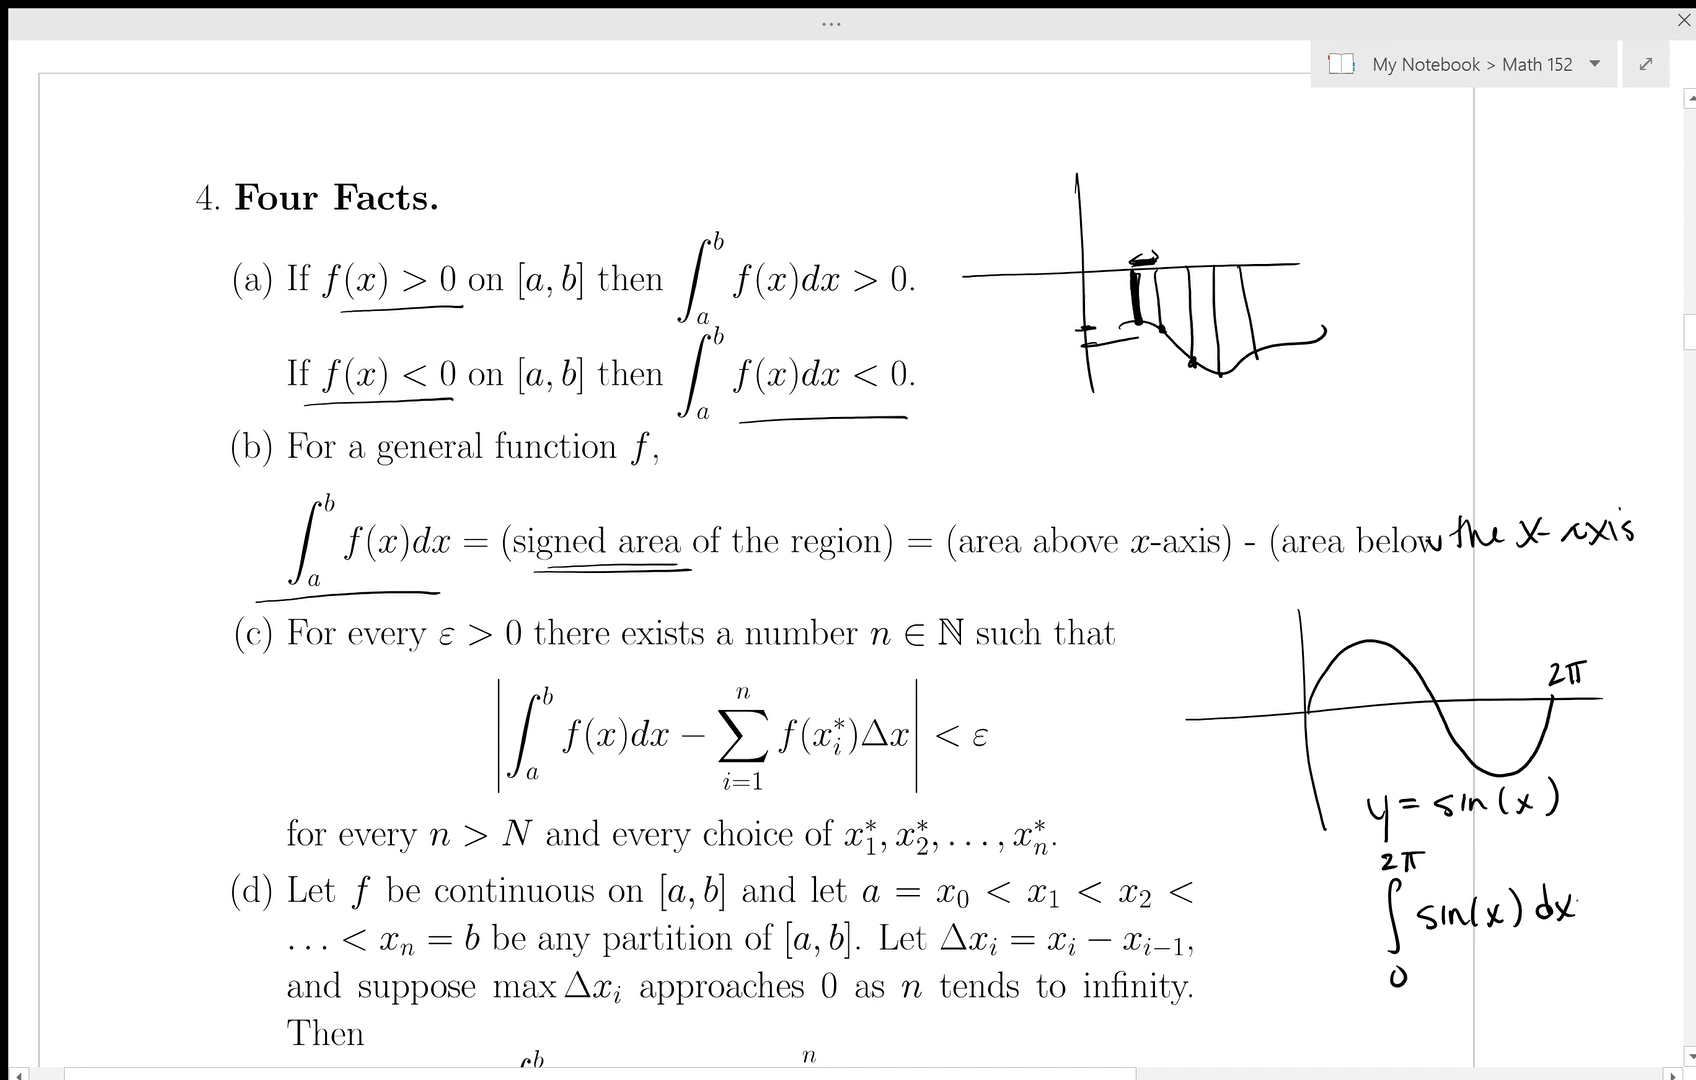 ...
My Notebook > Math 152
4. Four Facts.
(a) If f(x) > 0 on [a, b] then ∫_a^b f(x)dx > 0.
If f(x) < 0 on [a, b] then ∫_a^b f(x)dx < 0.
(b) For a general function f,
∫_a^b f(x)dx = (signed area of the region) = (area above x-axis) - (area below the x-axis
(c) For every ε > 0 there exists a number n ∈ ℕ such that
|∫_a^b f(x)dx − ∑_{i=1}^n f(x_i^*)Δx| < ε
2π
y = sin(x)
for every n > N and every choice of x_1^*, x_2^*, . . . , x_n^*.
∫_0^{2π} sin(x) dx
(d) Let f be continuous on [a, b] and let a = x_0 < x_1 < x_2 <
. . . < x_n = b be any partition of [a, b]. Let Δx_i = x_i − x_{i−1},
and suppose max Δx_i approaches 0 as n tends to infinity.
Then
∫^b n